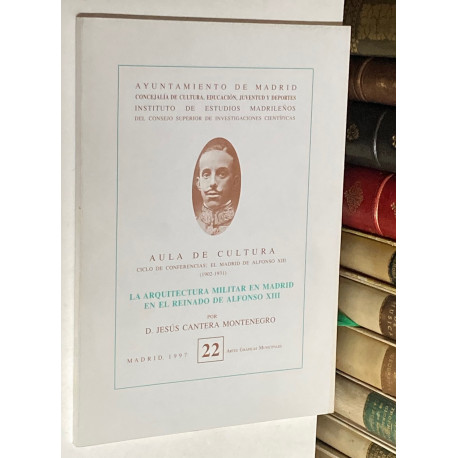 AYUNTAMIENTO DE MADRID
CONCEJALÍA DE CULTURA, EDUCACIÓN, JUVENTUD Y DEPORTES
INSTITUTO DE ESTUDIOS MADRILEÑOS
DEL CONSEJO SUPERIOR DE INVESTIGACIONES CIENTÍFICAS
AULA DE CULTURA
CICLO DE CONFERENCIAS: EL MADRID DE ALFONSO XIII
(1902-1931)
LA ARQUITECTURA MILITAR EN MADRID
EN EL REINADO DE ALFONSO XIII
POR
D. JESÚS CANTERA MONTENEGRO
MADRID, 1997
22